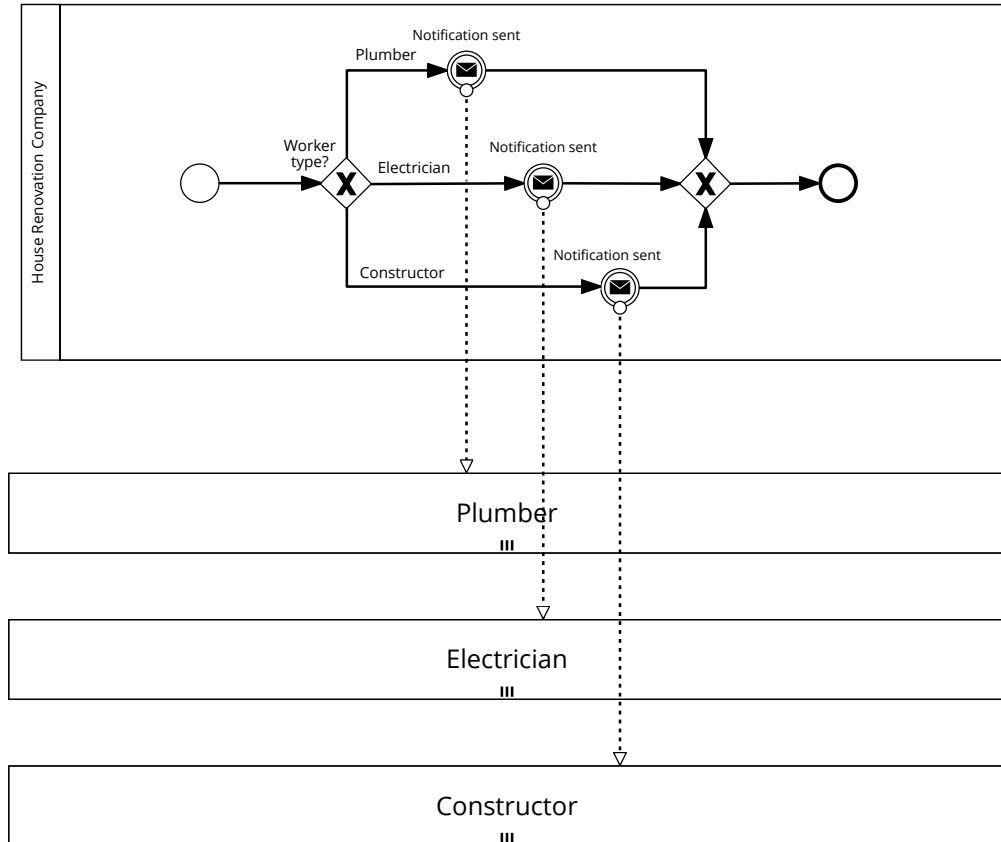 House Renovation Company
Notification sent
Plumber
Worker
type?
Electrician
Notification sent
Constructor
Notification sent
Plumber
Electrician
Constructor